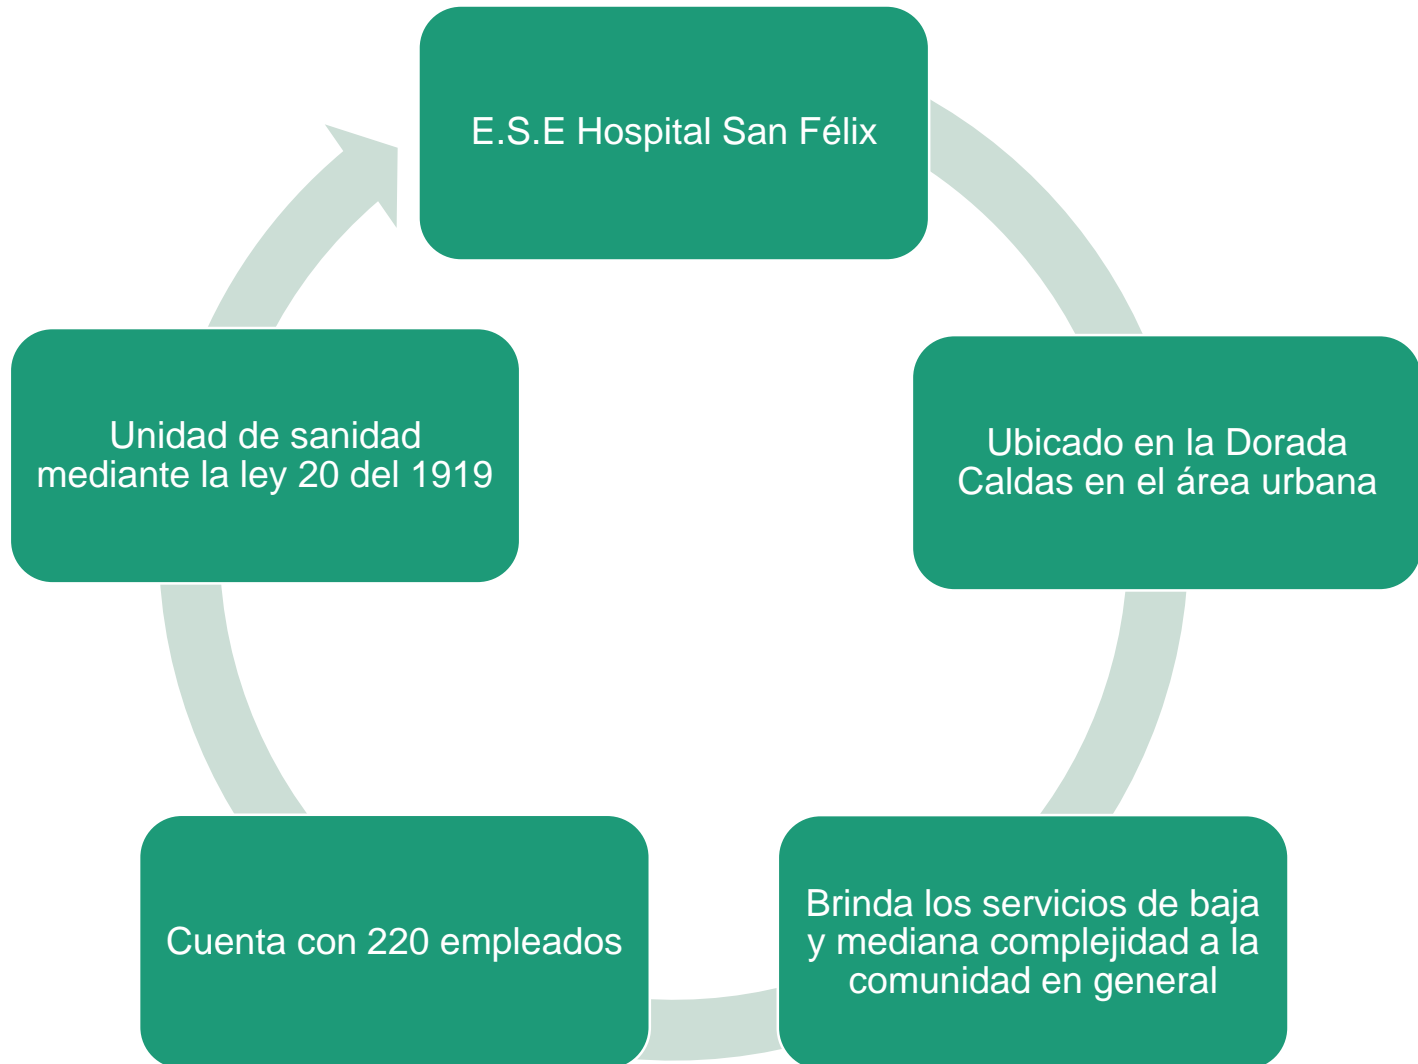 E.S.E Hospital San Félix
Ubicado en la Dorada
Caldas en el área urbana
Brinda los servicios de baja
y mediana complejidad a la
comunidad en general
Cuenta con 220 empleados
Unidad de sanidad
mediante la ley 20 del 1919